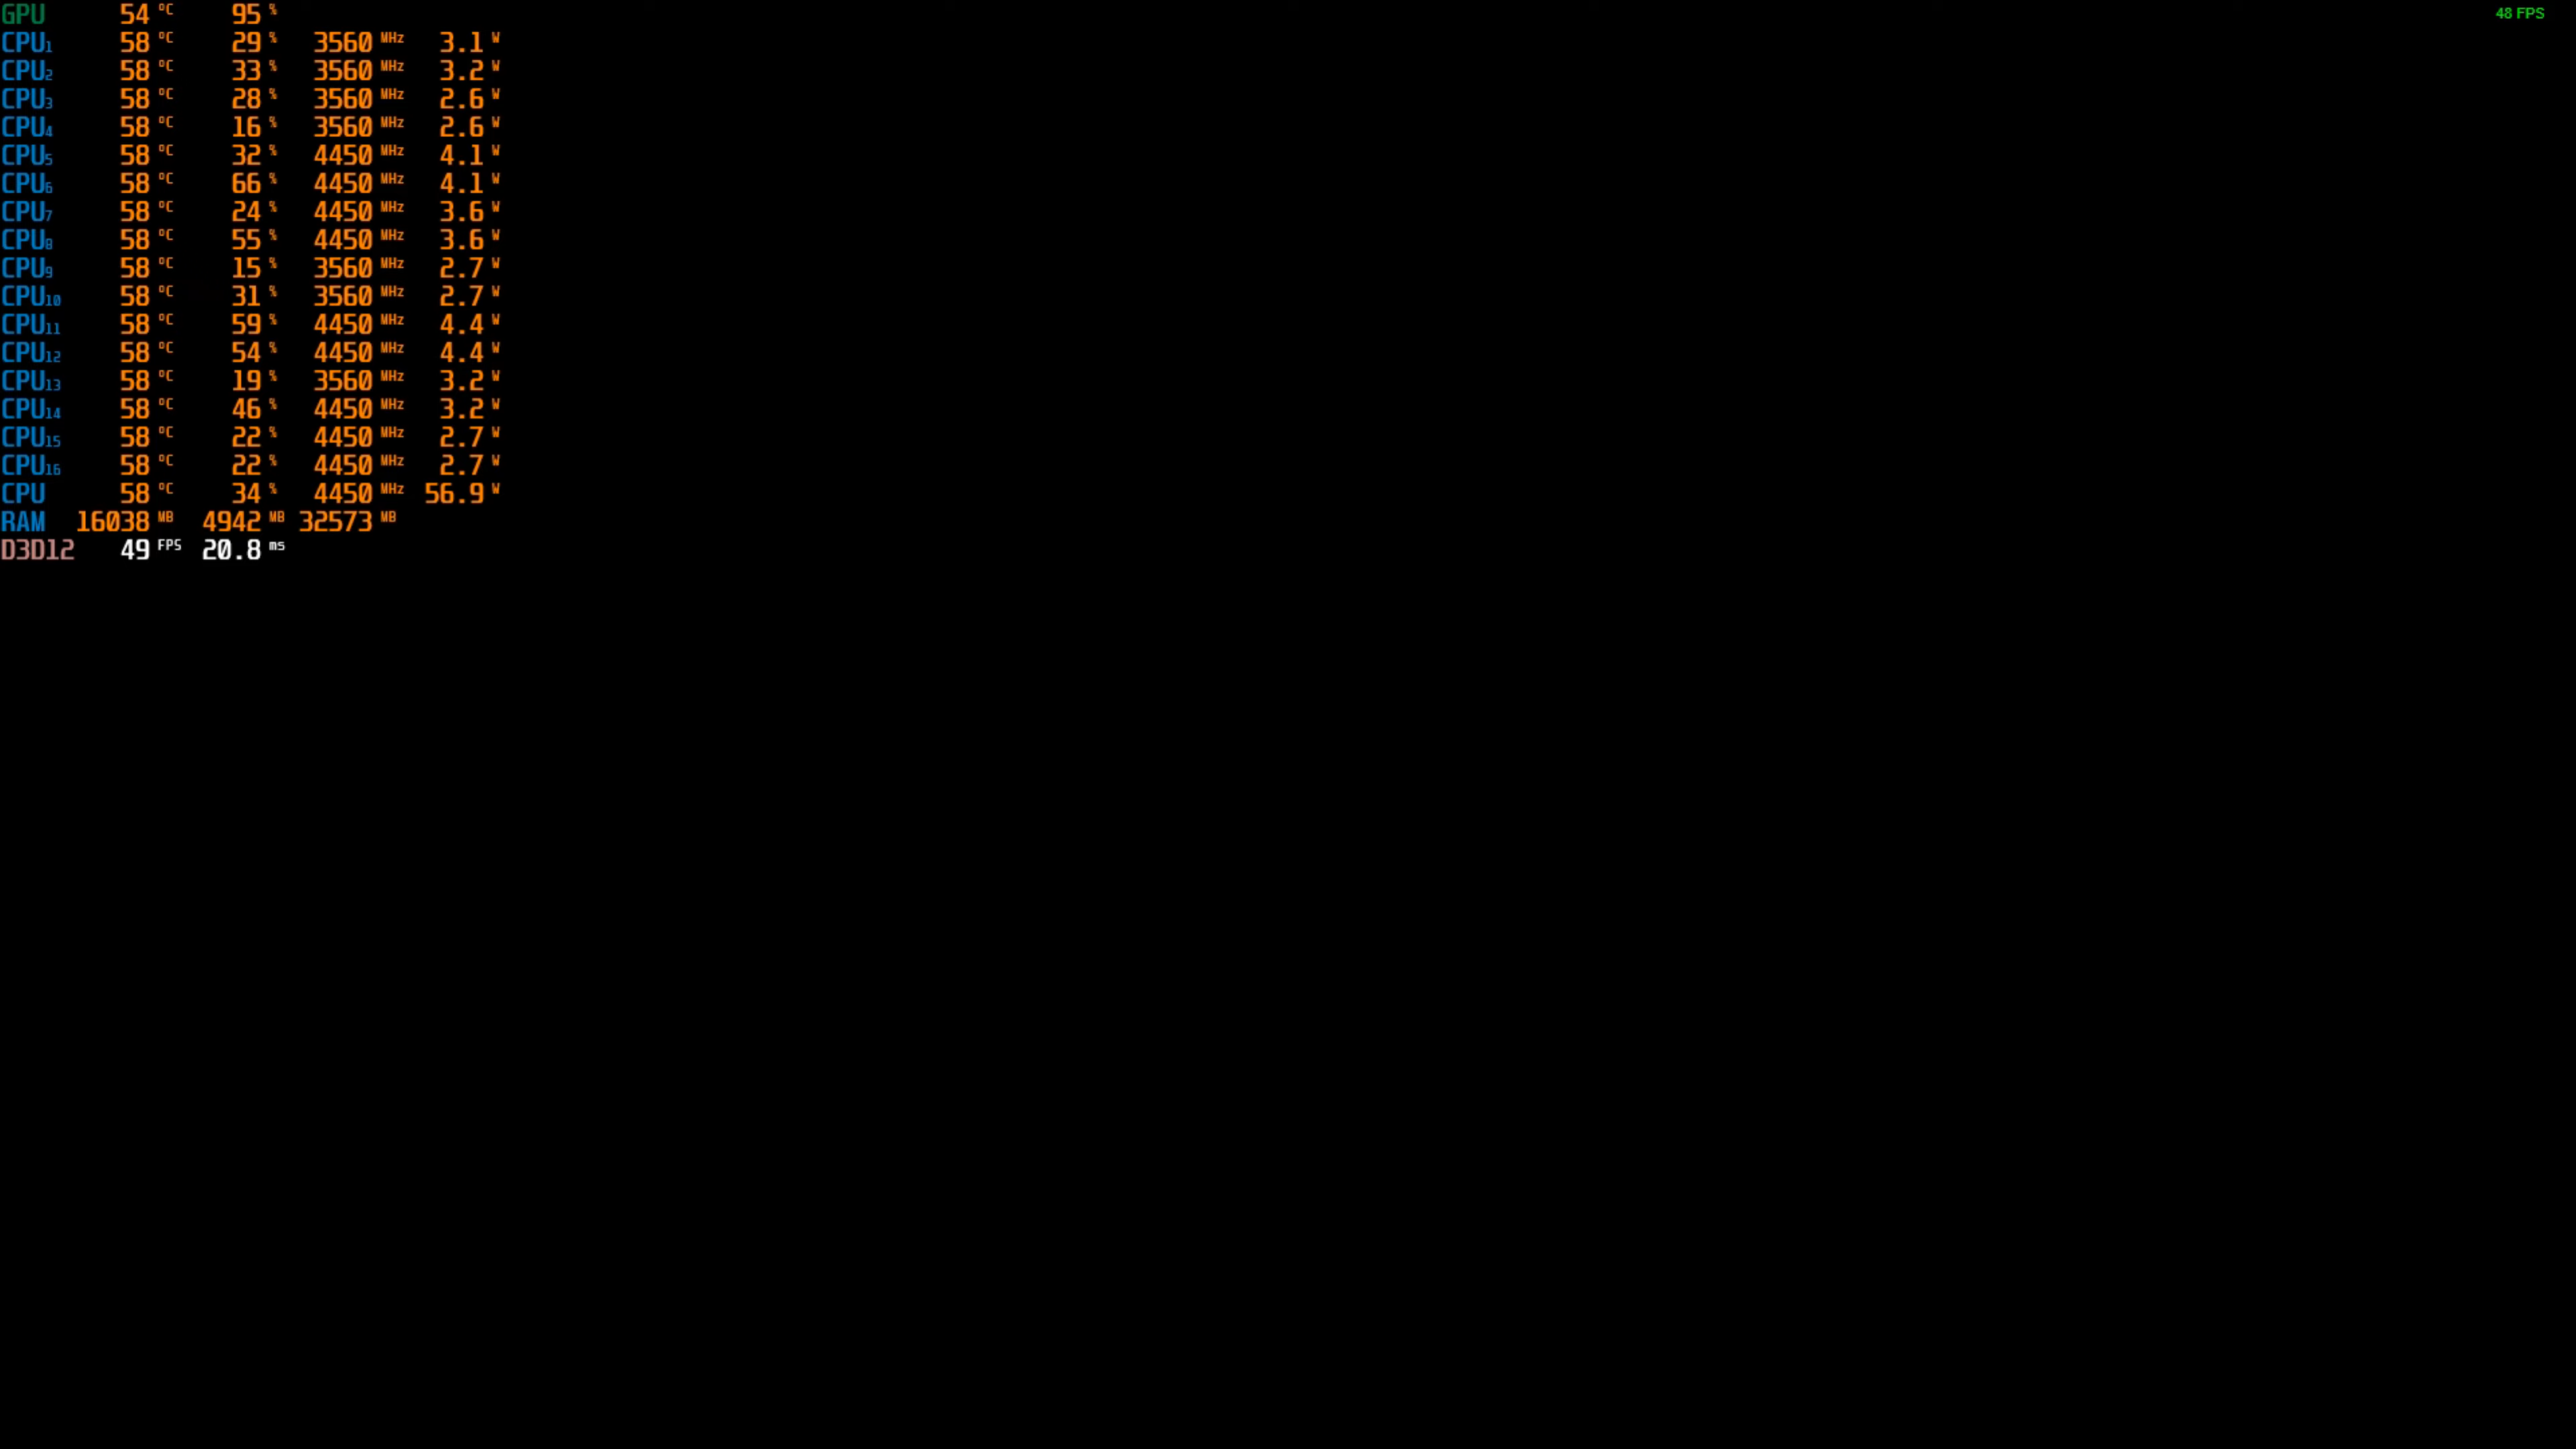 GPU 54 °C 95 % 48 FPS
CPU1 58 °C 29 % 3560 MHz 3.1 W
CPU2 58 °C 33 % 3560 MHz 3.2 W
CPU3 58 °C 28 % 3560 MHz 2.6 W
CPU4 58 °C 16 % 3560 MHz 2.6 W
CPU5 58 °C 32 % 4450 MHz 4.1 W
CPU6 58 °C 66 % 4450 MHz 4.1 W
CPU7 58 °C 24 % 4450 MHz 3.6 W
CPU8 58 °C 55 % 4450 MHz 3.6 W
CPU9 58 °C 15 % 3560 MHz 2.7 W
CPU10 58 °C 31 % 3560 MHz 2.7 W
CPU11 58 °C 59 % 4450 MHz 4.4 W
CPU12 58 °C 54 % 4450 MHz 4.4 W
CPU13 58 °C 19 % 3560 MHz 3.2 W
CPU14 58 °C 46 % 4450 MHz 3.2 W
CPU15 58 °C 22 % 4450 MHz 2.7 W
CPU16 58 °C 22 % 4450 MHz 2.7 W
CPU 58 °C 34 % 4450 MHz 56.9 W
RAM 16038 MB 4942 MB 32573 MB
D3D12 49 FPS 20.8 ms